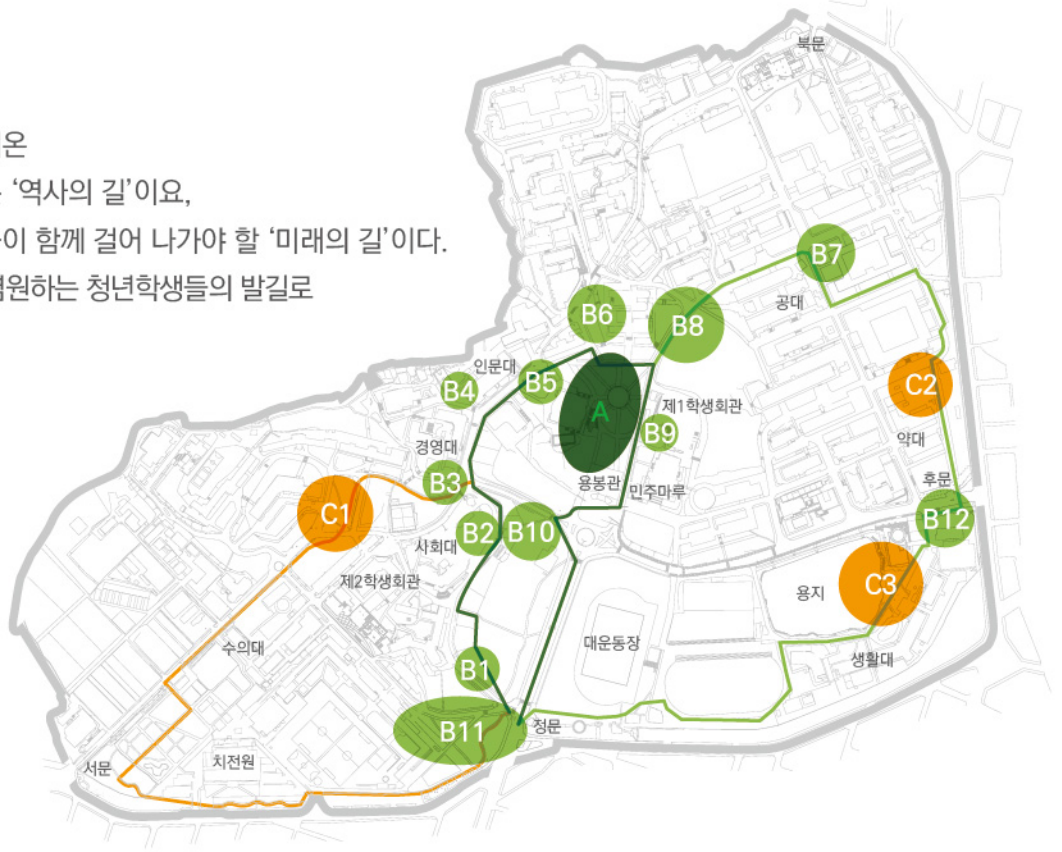 온
‘역사의 길’이요,
이 함께 걸어 나가야 할 ‘미래의 길’이다.
원하는 청년학생들의 발길로
북문
B7
공대
B6
B8
인문대
B5
B4
A
제1학생회관
B9
C2
약대
경영대
용봉관
민주마루
B3
후문
C1
B2
B10
B12
사회대
제2학생회관
C3
용지
대운동장
수의대
생활대
B1
B11
정문
치전원
서문